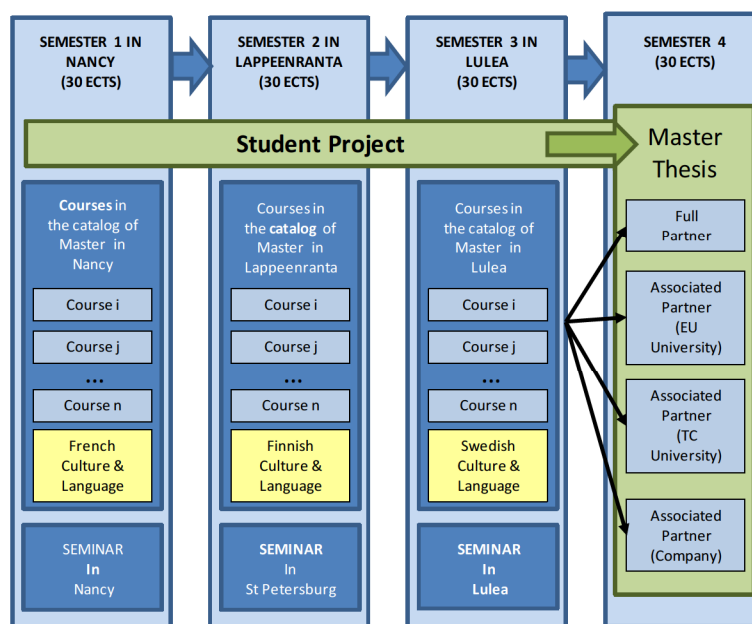 SEMESTER 1 IN
NANCY
(30 ECTS)
SEMESTER 2 IN
LAPPEENRANTA
(30 ECTS)
SEMESTER 3 IN
LULEA
(30 ECTS)
SEMESTER 4
(30 ECTS)
Student Project
Master
Thesis
Courses in
the catalog of
Master in
Nancy
Course i
Course j
...
Course n
French
Culture &
Language
SEMINAR
In
Nancy
Courses in
the catalog of
Master in
Lappeenranta
Course i
Course j
...
Course n
Finnish
Culture &
Language
SEMINAR
In
St Petersburg
Courses in
the catalog of
Master in
Lulea
Course i
Course j
...
Course n
Swedish
Culture &
Language
SEMINAR
In
Lulea
Full
Partner
Associated
Partner
(EU
University)
Associated
Partner
(TC
University)
Associated
Partner
(Company)